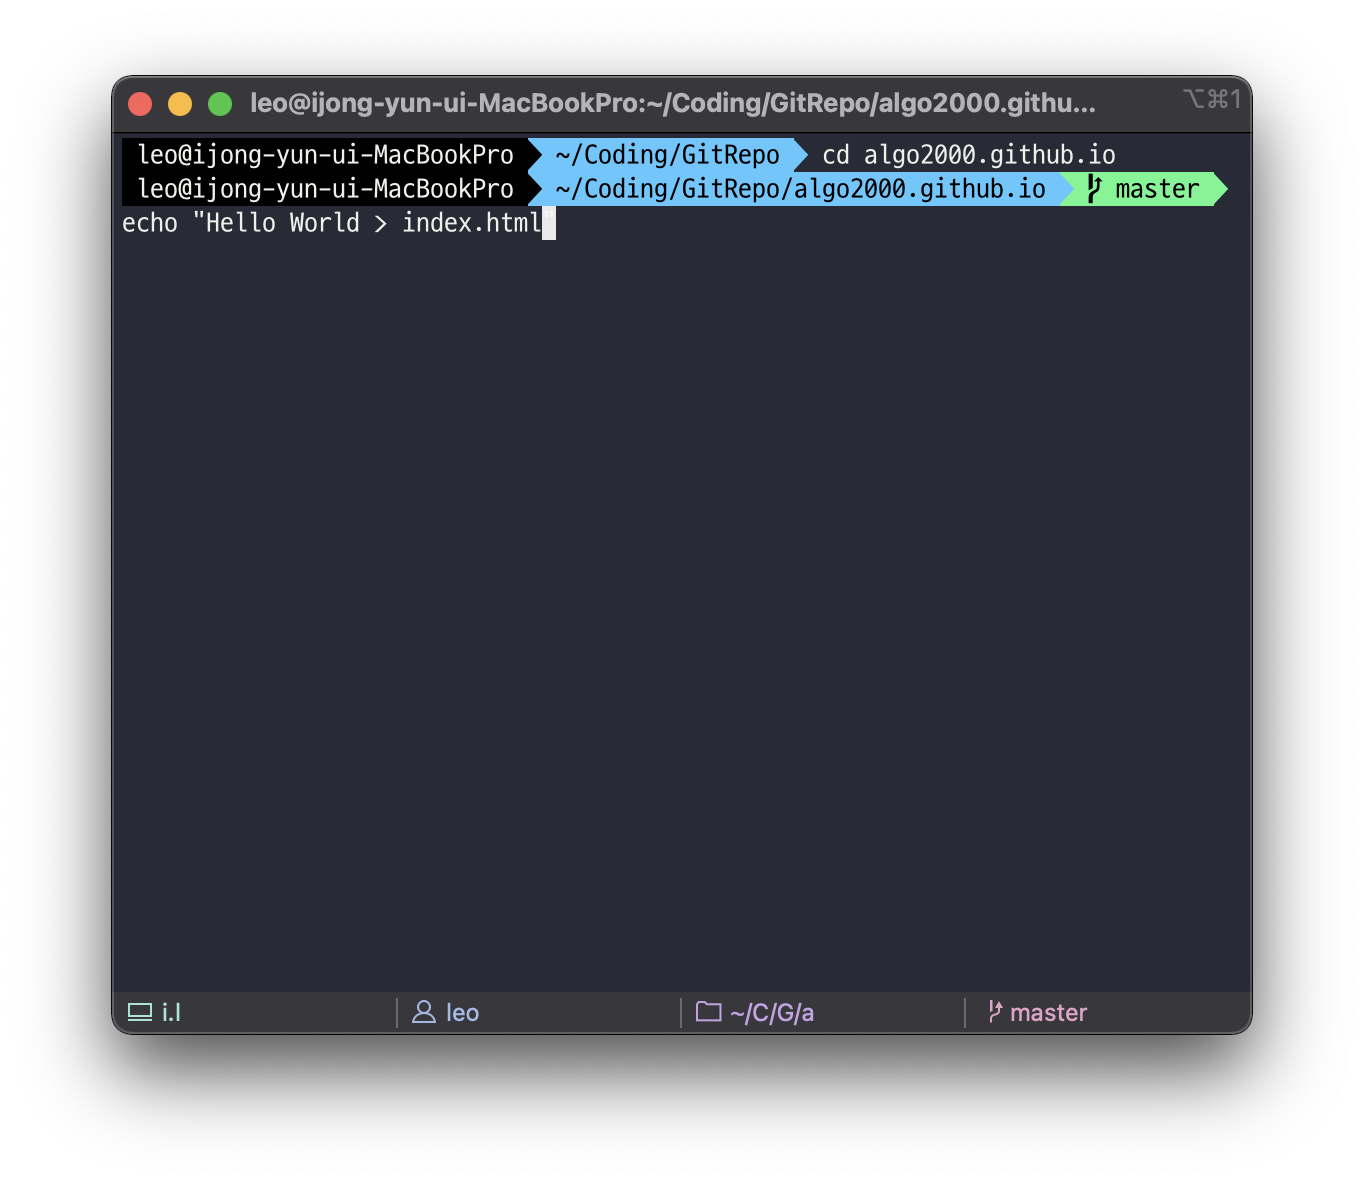 leo@ijong-yun-ui-MacBookPro:~/Coding/GitRepo/algo2000.githu... ⌥⌘1
leo@ijong-yun-ui-MacBookPro ~/Coding/GitRepo cd algo2000.github.io
leo@ijong-yun-ui-MacBookPro ~/Coding/GitRepo/algo2000.github.io master
echo "Hello World > index.html"
i.l leo ~/C/G/a master